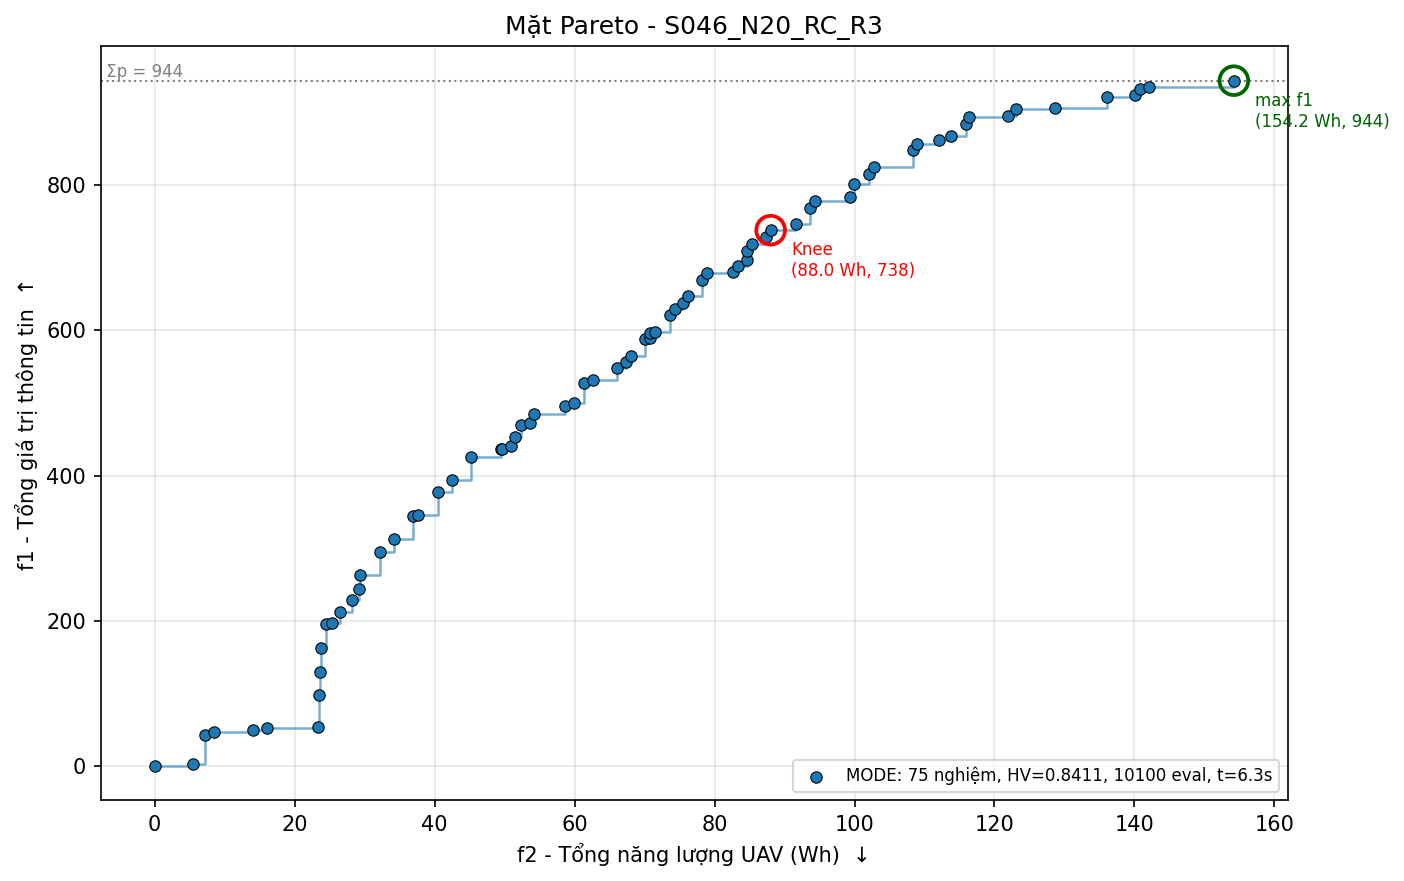 Mặt Pareto - S046_N20_RC_R3
Σp = 944
max f1
(154.2 Wh, 944)
Knee
(88.0 Wh, 738)
f1 - Tổng giá trị thông tin ↑
800
600
400
200
0
MODE: 75 nghiệm, HV=0.8411, 10100 eval, t=6.3s
0 20 40 60 80 100 120 140 160
f2 - Tổng năng lượng UAV (Wh) ↓